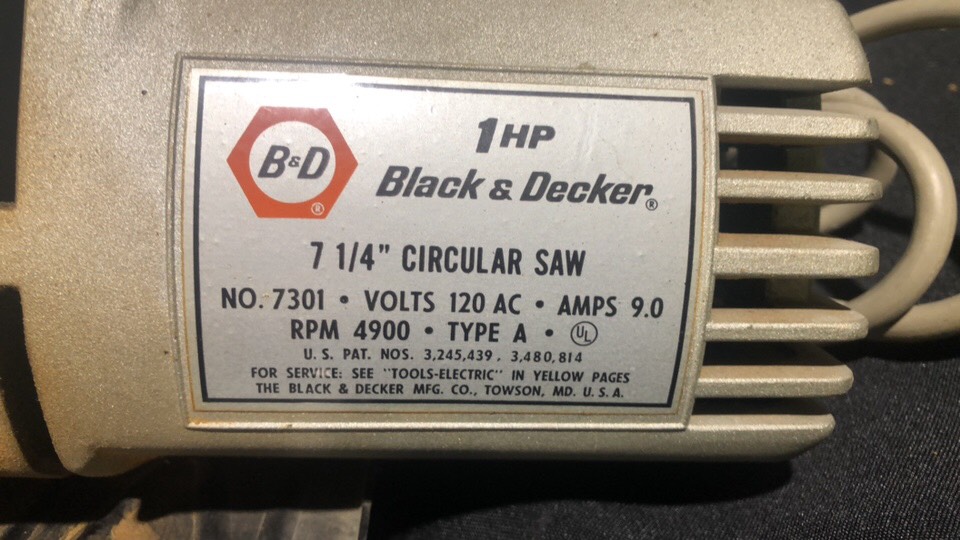 B&D
®
1 HP
Black & Decker®
7 1/4" CIRCULAR SAW
NO. 7301 • VOLTS 120 AC • AMPS 9.0
RPM 4900 • TYPE A • UL
U.S. PAT. NOS. 3,245,439, 3,480,814
FOR SERVICE: SEE "TOOLS-ELECTRIC" IN YELLOW PAGES
THE BLACK & DECKER MFG. CO., TOWSON, MD. U.S.A.